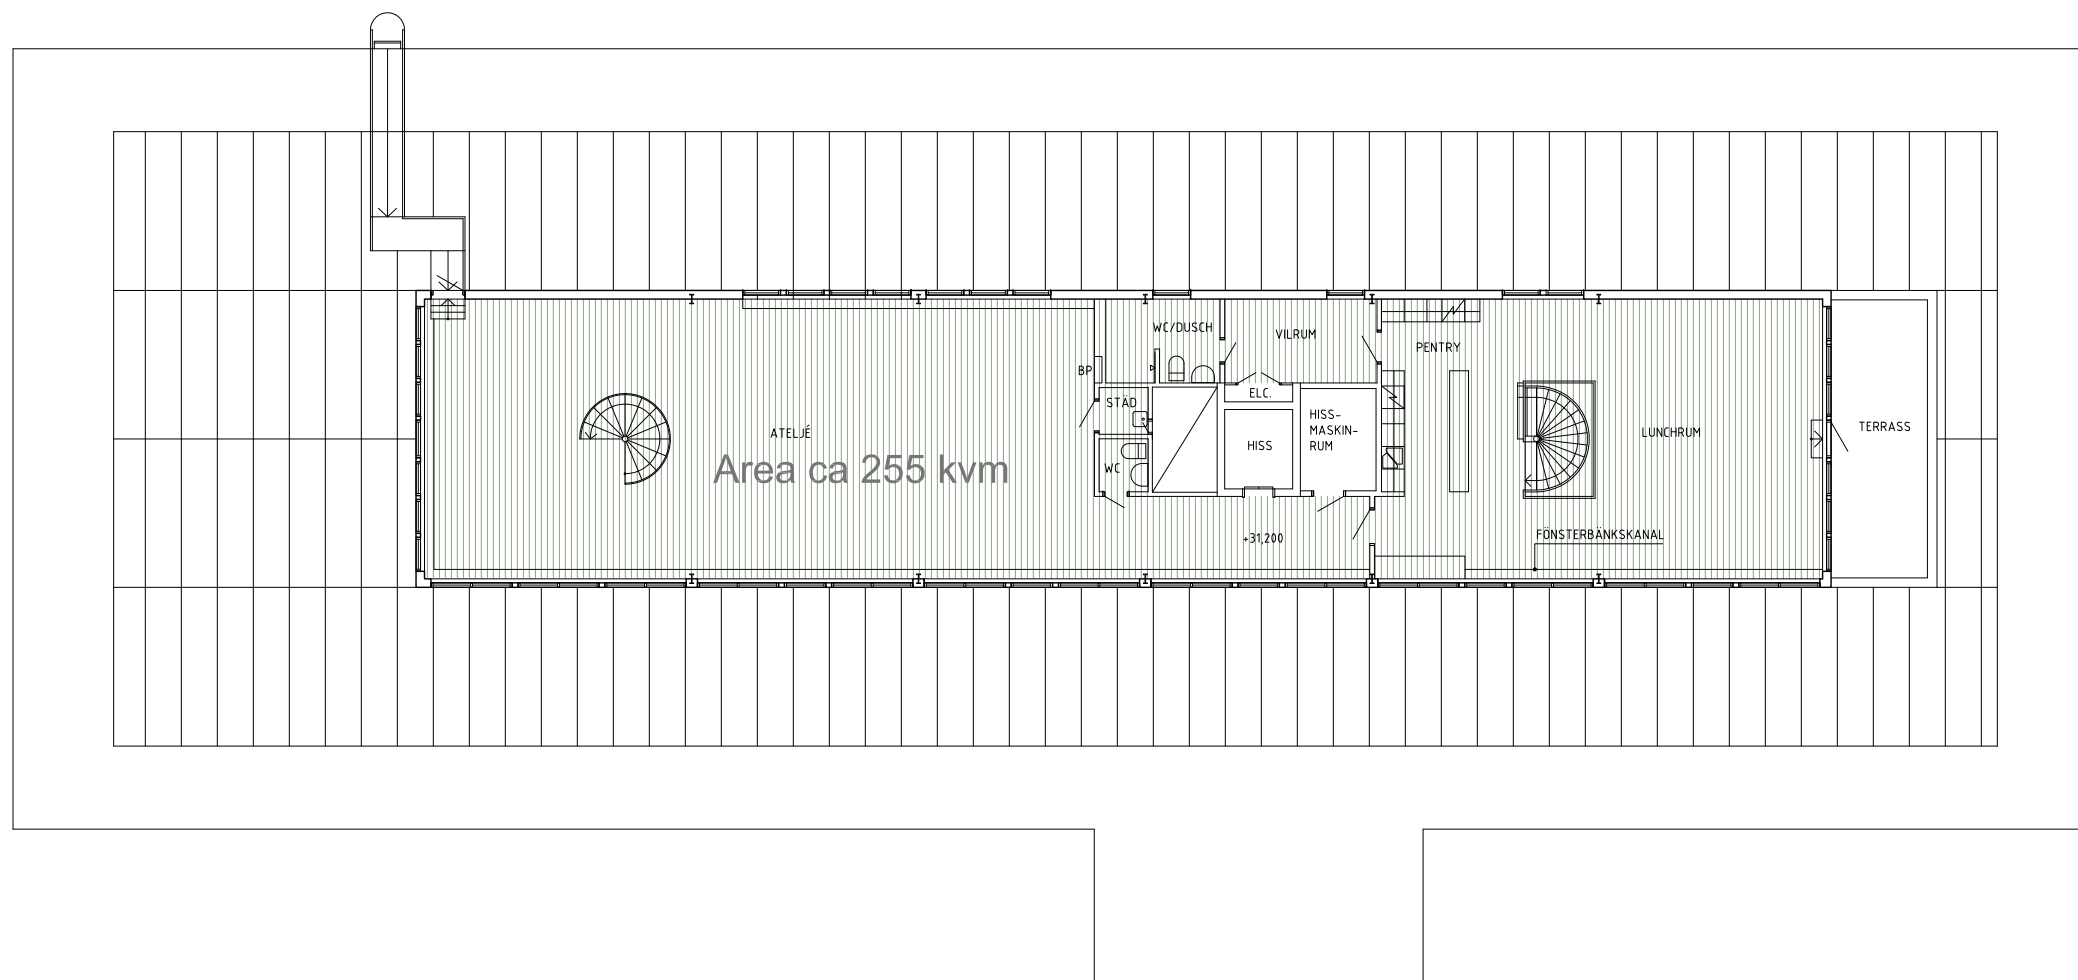 WC/DUSCH
VILRUM
PENTRY
BP
ELC.
STÄD
HISS-
MASKIN-
RUM
ATELJÉ
HISS
LUNCHRUM
TERRASS
WC
Area ca 255 kvm
+31,200
FÖNSTERBÄNKSKANAL